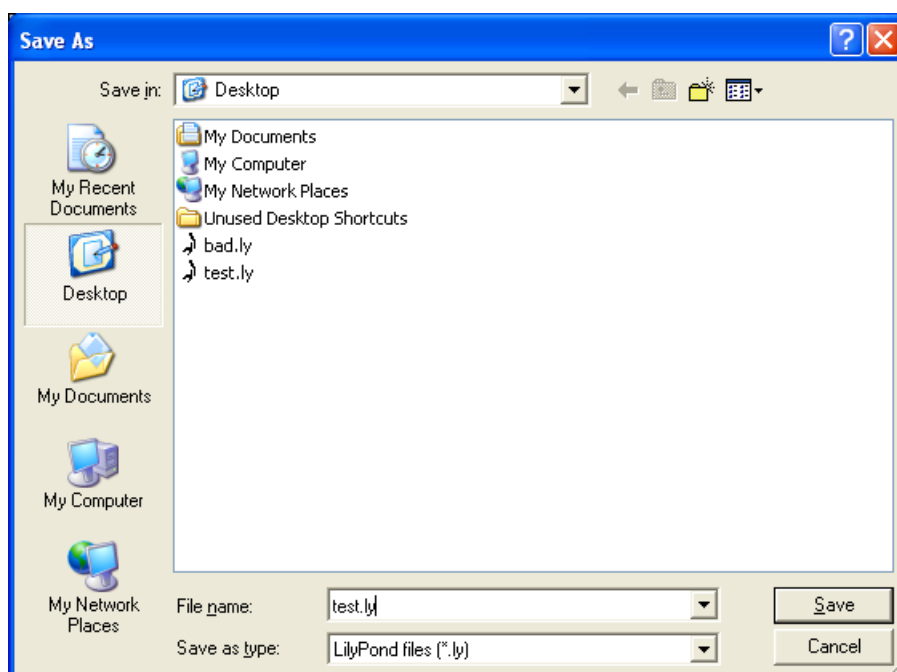 Save As
Save in: Desktop
My Recent
Documents
Desktop
My Documents
My Computer
My Network
Places
My Documents
My Computer
My Network Places
Unused Desktop Shortcuts
bad.ly
test.ly
File name: test.ly Save
Save as type: LilyPond files (*.ly) Cancel